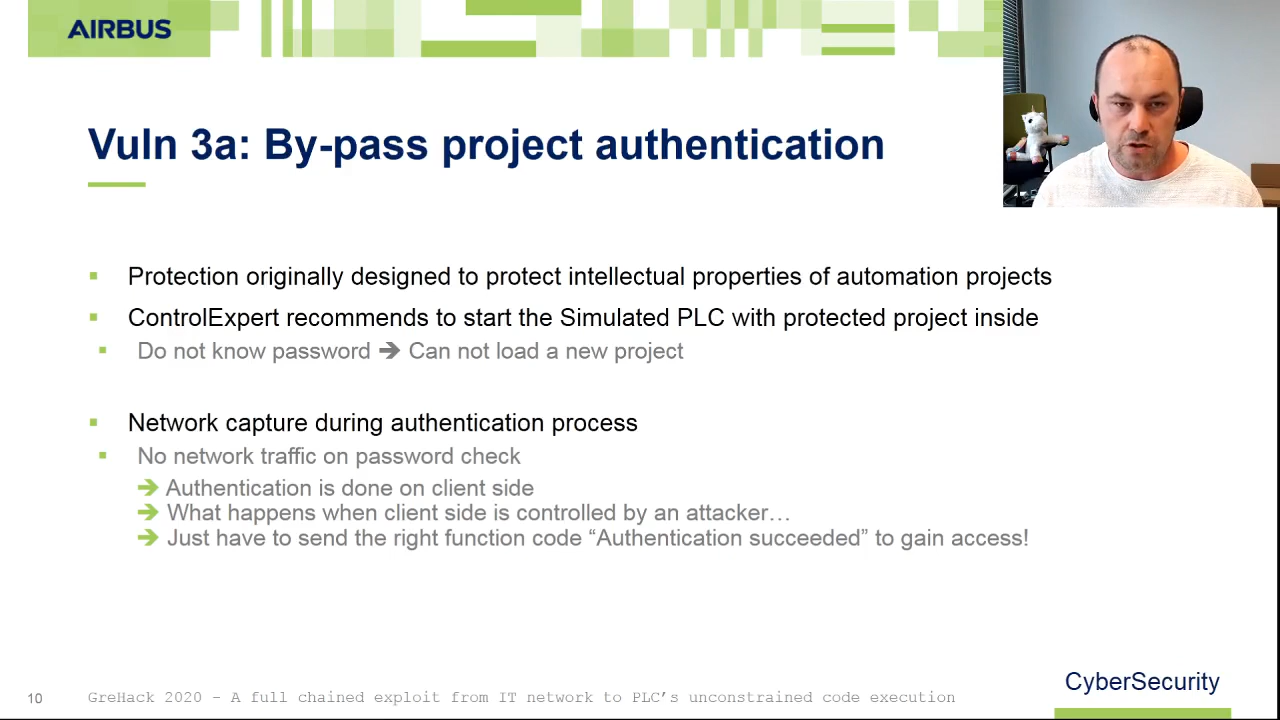 AIRBUS
Vuln 3a: By-pass project authentication
Protection originally designed to protect intellectual properties of automation projects
ControlExpert recommends to start the Simulated PLC with protected project inside
Do not know password ➔ Can not load a new project
Network capture during authentication process
No network traffic on password check
➔ Authentication is done on client side
➔ What happens when client side is controlled by an attacker…
➔ Just have to send the right function code “Authentication succeeded” to gain access!
CyberSecurity
10 GreHack 2020 - A full chained exploit from IT network to PLC’s unconstrained code execution